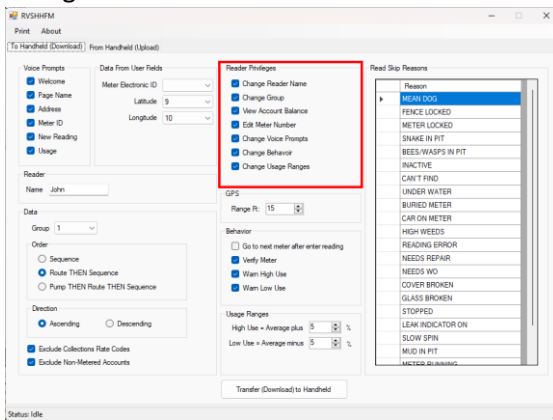 RVSHHFM
Print About
To Handheld (Download) From Handheld (Upload)
Voice Prompts
Welcome
Page Name
Address
Meter ID
New Reading
Usage
Data From User Fields
Meter Electronic ID
Latitude 9
Longitude 10
Reader Privileges
Change Reader Name
Change Group
View Account Balance
Edit Meter Number
Change Voice Prompts
Change Behavoir
Change Usage Ranges
Reader
Name John
GPS
Range Ft: 15
Data
Group 1
Order
Sequence
Route THEN Sequence
Pump THEN Route THEN Sequence
Direction
Ascending Descending
Exclude Collections Rate Codes
Exclude Non-Metered Accounts
Behavior
Go to next meter after enter reading
Verify Meter
Warn High Use
Warn Low Use
Usage Ranges
High Use = Average plus 5 %
Low Use = Average minus 5 %
Transfer (Download) to Handheld
Read Skip Reasons
Reason
MEAN DOG
FENCE LOCKED
METER LOCKED
SNAKE IN PIT
BEES/WASPS IN PIT
INACTIVE
CAN'T FIND
UNDER WATER
BURIED METER
CAR ON METER
HIGH WEEDS
READING ERROR
NEEDS REPAIR
NEEDS WO
COVER BROKEN
GLASS BROKEN
STOPPED
LEAK INDICATOR ON
SLOW SPIN
MUD IN PIT
METER RUNNING
Status: Idle